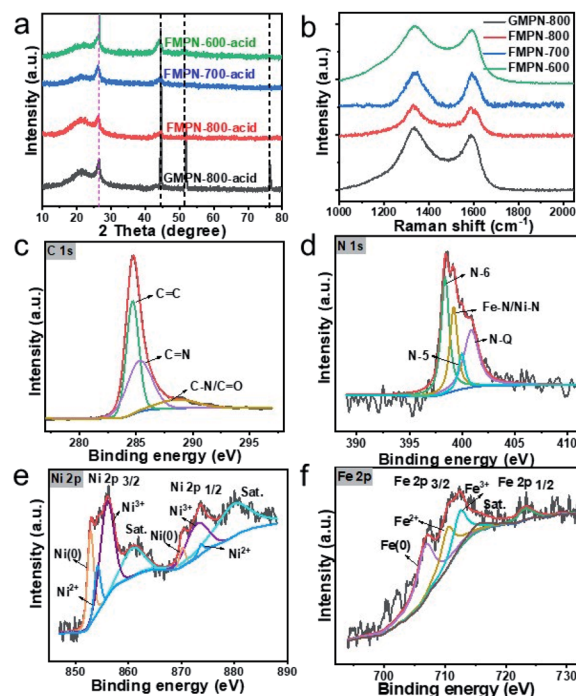 a
FMPN-600-acid
FMPN-700-acid
FMPN-800-acid
GMPN-800-acid
Intensity (a.u.)
10 20 30 40 50 60 70 80
2 Theta (degree)
b
GMPN-800
FMPN-800
FMPN-700
FMPN-600
Intensity (a.u.)
1000 1200 1400 1600 1800 2000
Raman shift (cm-1)
c
C 1s
C=C
C=N
C-N/C=O
Intensity (a.u.)
280 285 290 295
Binding energy (eV)
d
N 1s
N-6
Fe-N/Ni-N
N-Q
N-5
Intensity (a.u.)
390 395 400 405 410
Binding energy (eV)
e
Ni 2p
Ni 2p 3/2
Ni 2p 1/2
Sat.
Ni3+
Ni3+
Sat.
Ni(0)
Ni(0)
Ni2+
Ni2+
Intensity (a.u.)
850 860 870 880 890
Binding energy (eV)
f
Fe 2p
Fe 2p 3/2
Fe 2p 1/2
Fe3+
Sat.
Fe2+
Fe(0)
Intensity (a.u.)
700 710 720 730
Binding energy (eV)